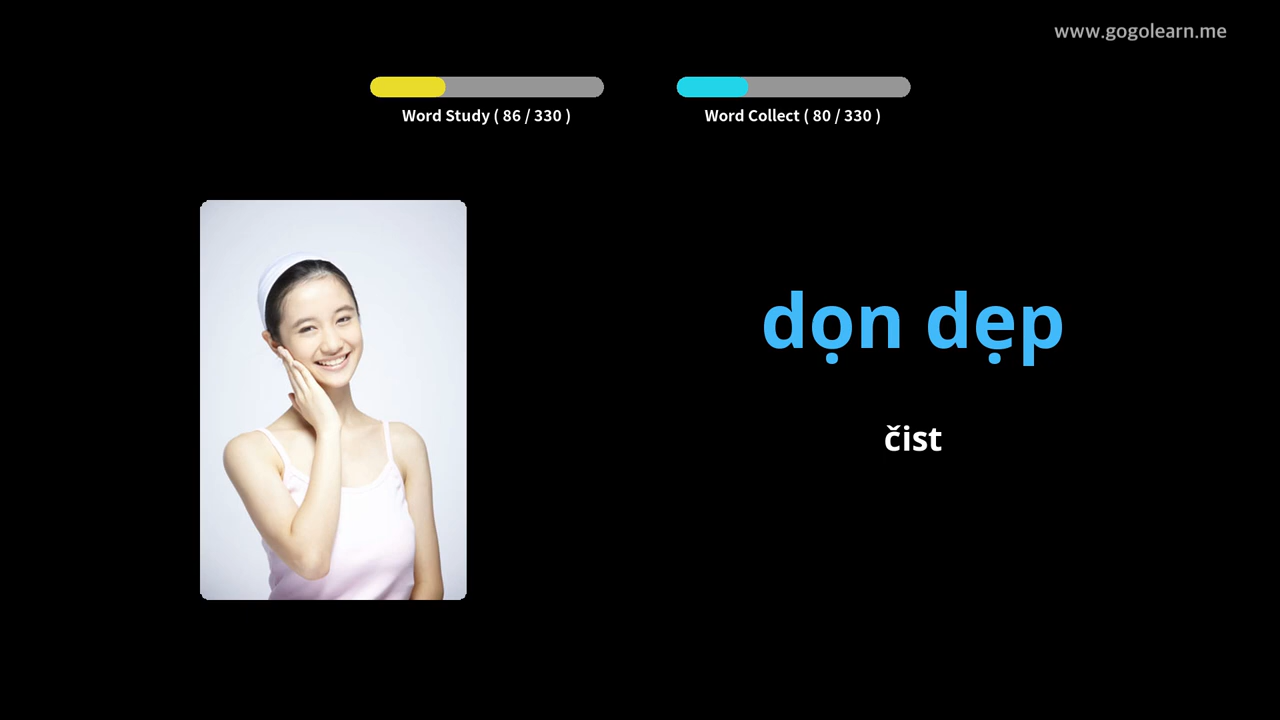 www.gogolearn.me
Word Study ( 86 / 330 )
Word Collect ( 80 / 330 )
dọn dẹp
čist